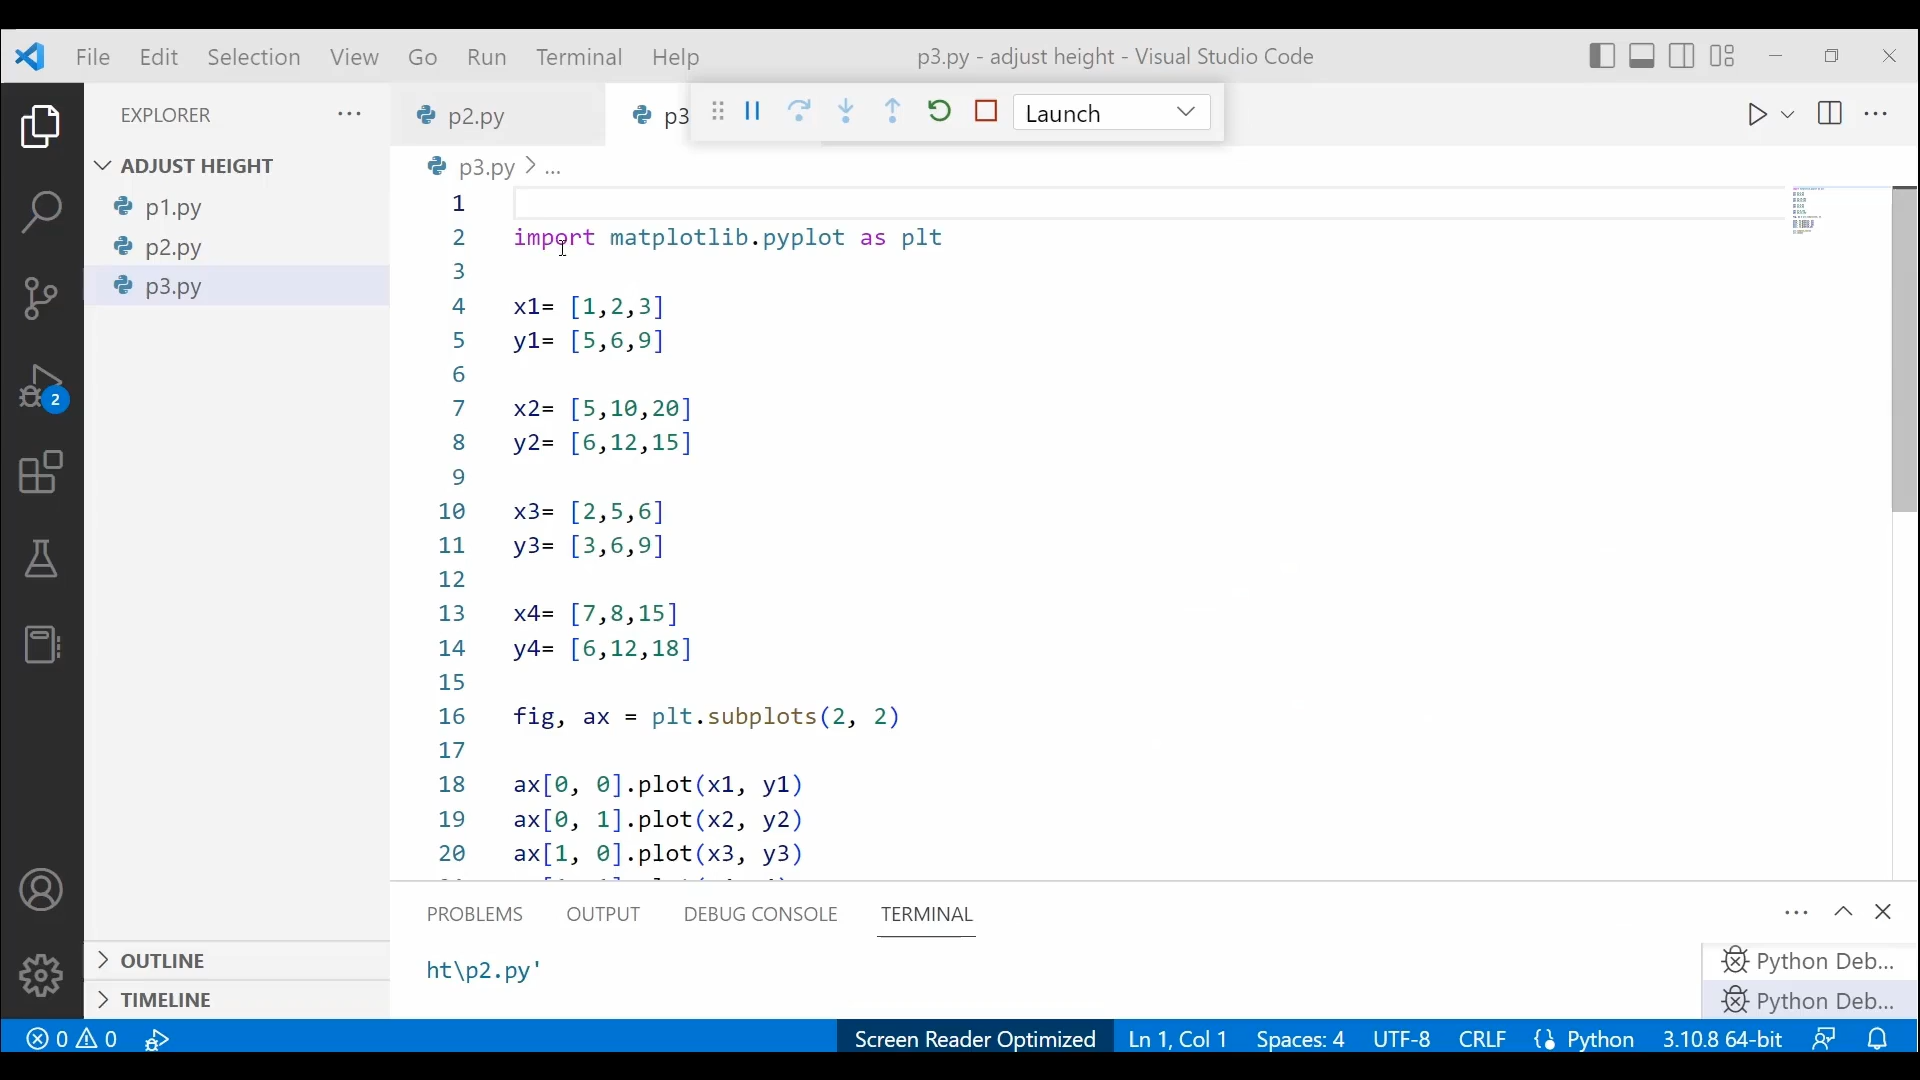 File Edit Selection View Go Run Terminal Help p3.py - adjust height - Visual Studio Code
EXPLORER
ADJUST HEIGHT
p1.py
p2.py
p3.py
OUTLINE
TIMELINE
p2.py p3
Launch
p3.py > ...
1
2 import matplotlib.pyplot as plt
3
4 x1= [1,2,3]
5 y1= [5,6,9]
6
7 x2= [5,10,20]
8 y2= [6,12,15]
9
10 x3= [2,5,6]
11 y3= [3,6,9]
12
13 x4= [7,8,15]
14 y4= [6,12,18]
15
16 fig, ax = plt.subplots(2, 2)
17
18 ax[0, 0].plot(x1, y1)
19 ax[0, 1].plot(x2, y2)
20 ax[1, 0].plot(x3, y3)
PROBLEMS OUTPUT DEBUG CONSOLE TERMINAL
ht\p2.py'
Python Deb...
Python Deb...
2
0 0 Screen Reader Optimized Ln 1, Col 1 Spaces: 4 UTF-8 CRLF Python 3.10.8 64-bit